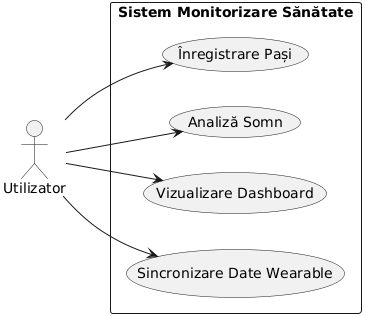 Sistem Monitorizare Sănătate
Înregistrare Pași
Analiză Somn
Utilizator
Vizualizare Dashboard
Sincronizare Date Wearable